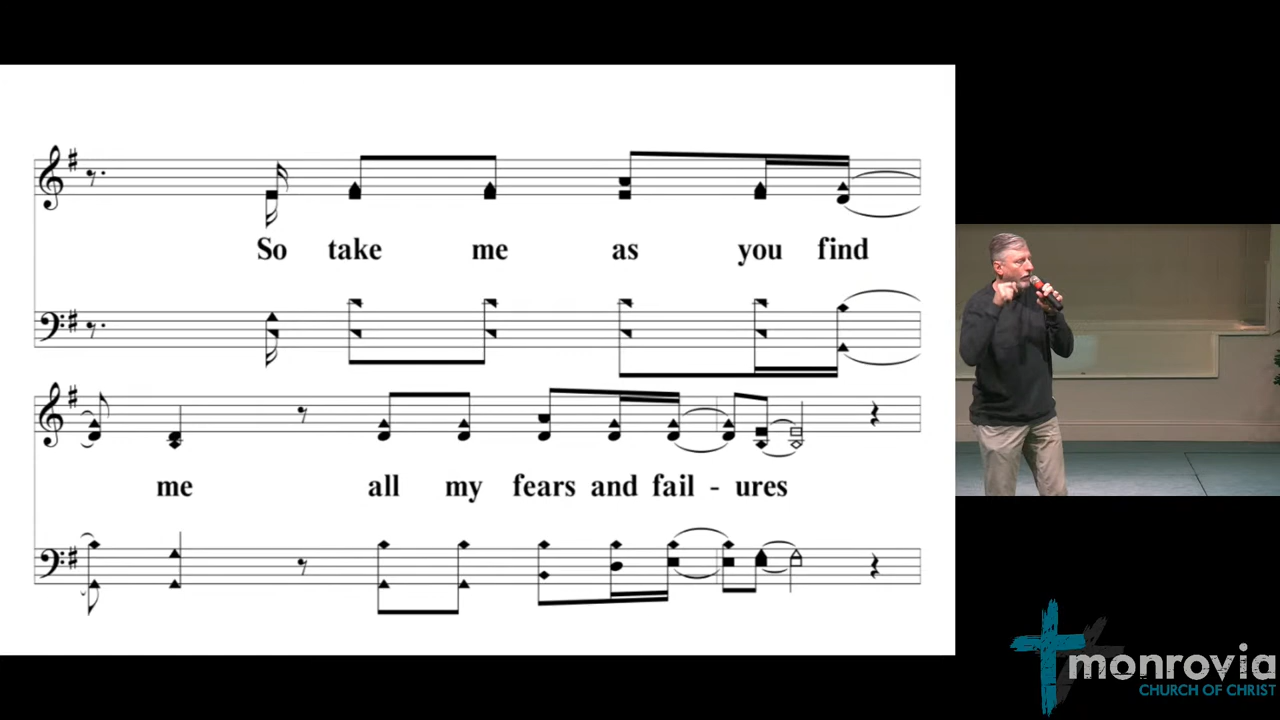 So take me as you find
me all my fears and fail - ures
monrovia
CHURCH OF CHRIST